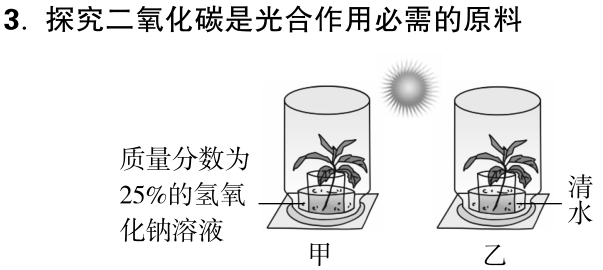 3. 探究二氧化碳是光合作用必需的原料
质量分数为
25%的氢氧
化钠溶液
清
水
甲
乙